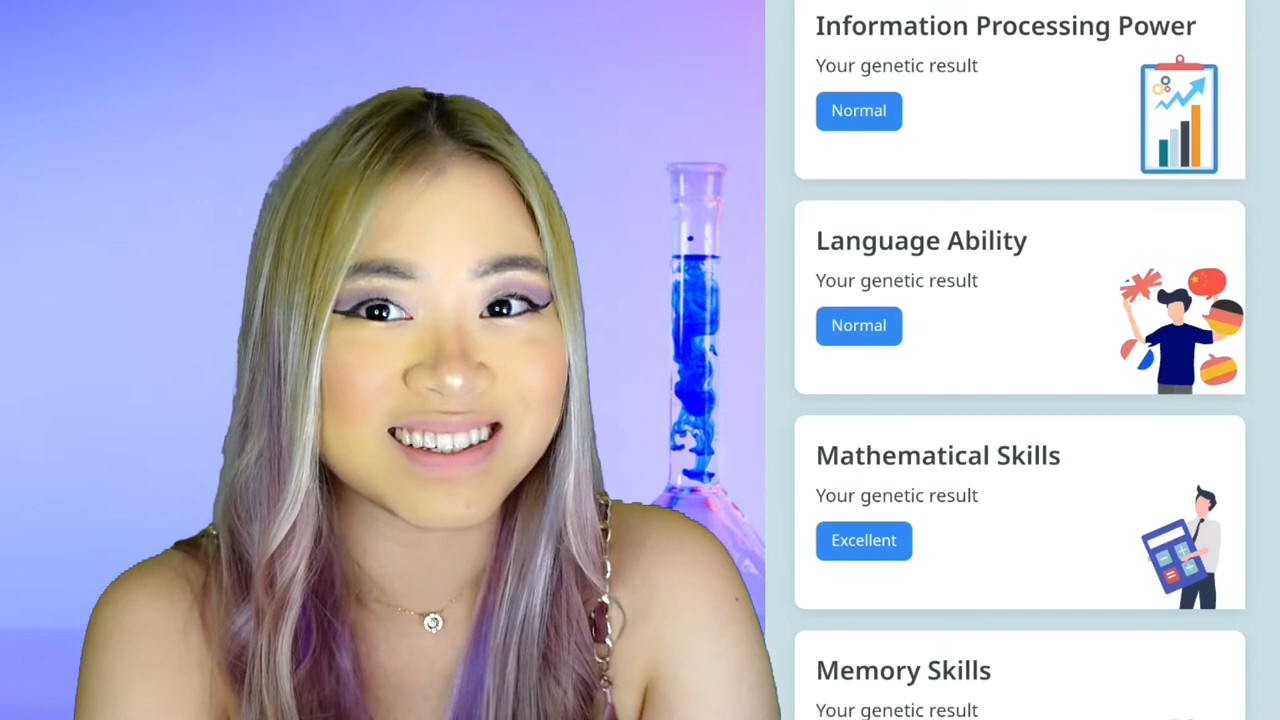 Information Processing Power
Your genetic result
Normal
Language Ability
Your genetic result
Normal
Mathematical Skills
Your genetic result
Excellent
Memory Skills
Your genetic result